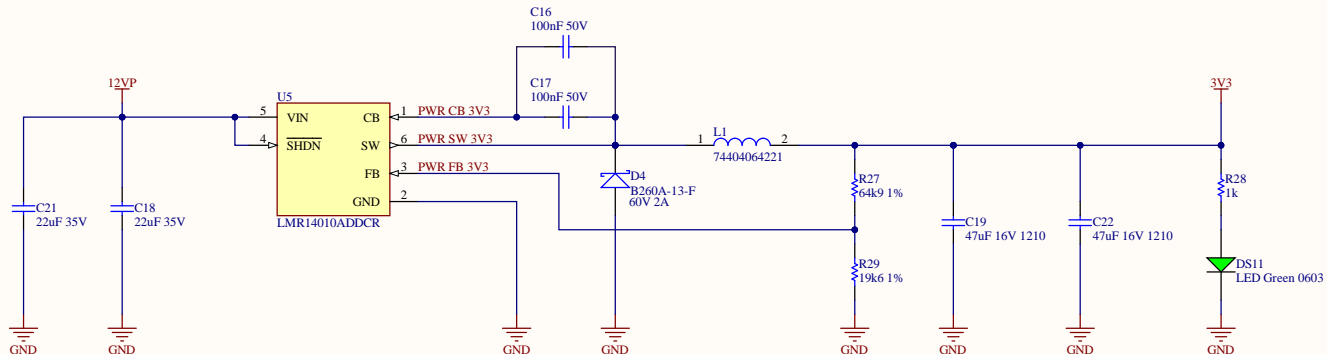 C16
100nF 50V
C17
100nF 50V
12VP
3V3
U5
5 VIN CB 1 PWR CB 3V3
4 SHDN SW 6 PWR SW 3V3
FB 3 PWR FB 3V3
GND 2
LMR14010ADDCR
1 L1 2
74404064221
D4
B260A-13-F
60V 2A
R27
64k9 1%
R28
1k
C21
22uF 35V
C18
22uF 35V
C19
47uF 16V 1210
C22
47uF 16V 1210
R29
19k6 1%
DS11
LED Green 0603
GND
GND
GND
GND
GND
GND
GND
GND